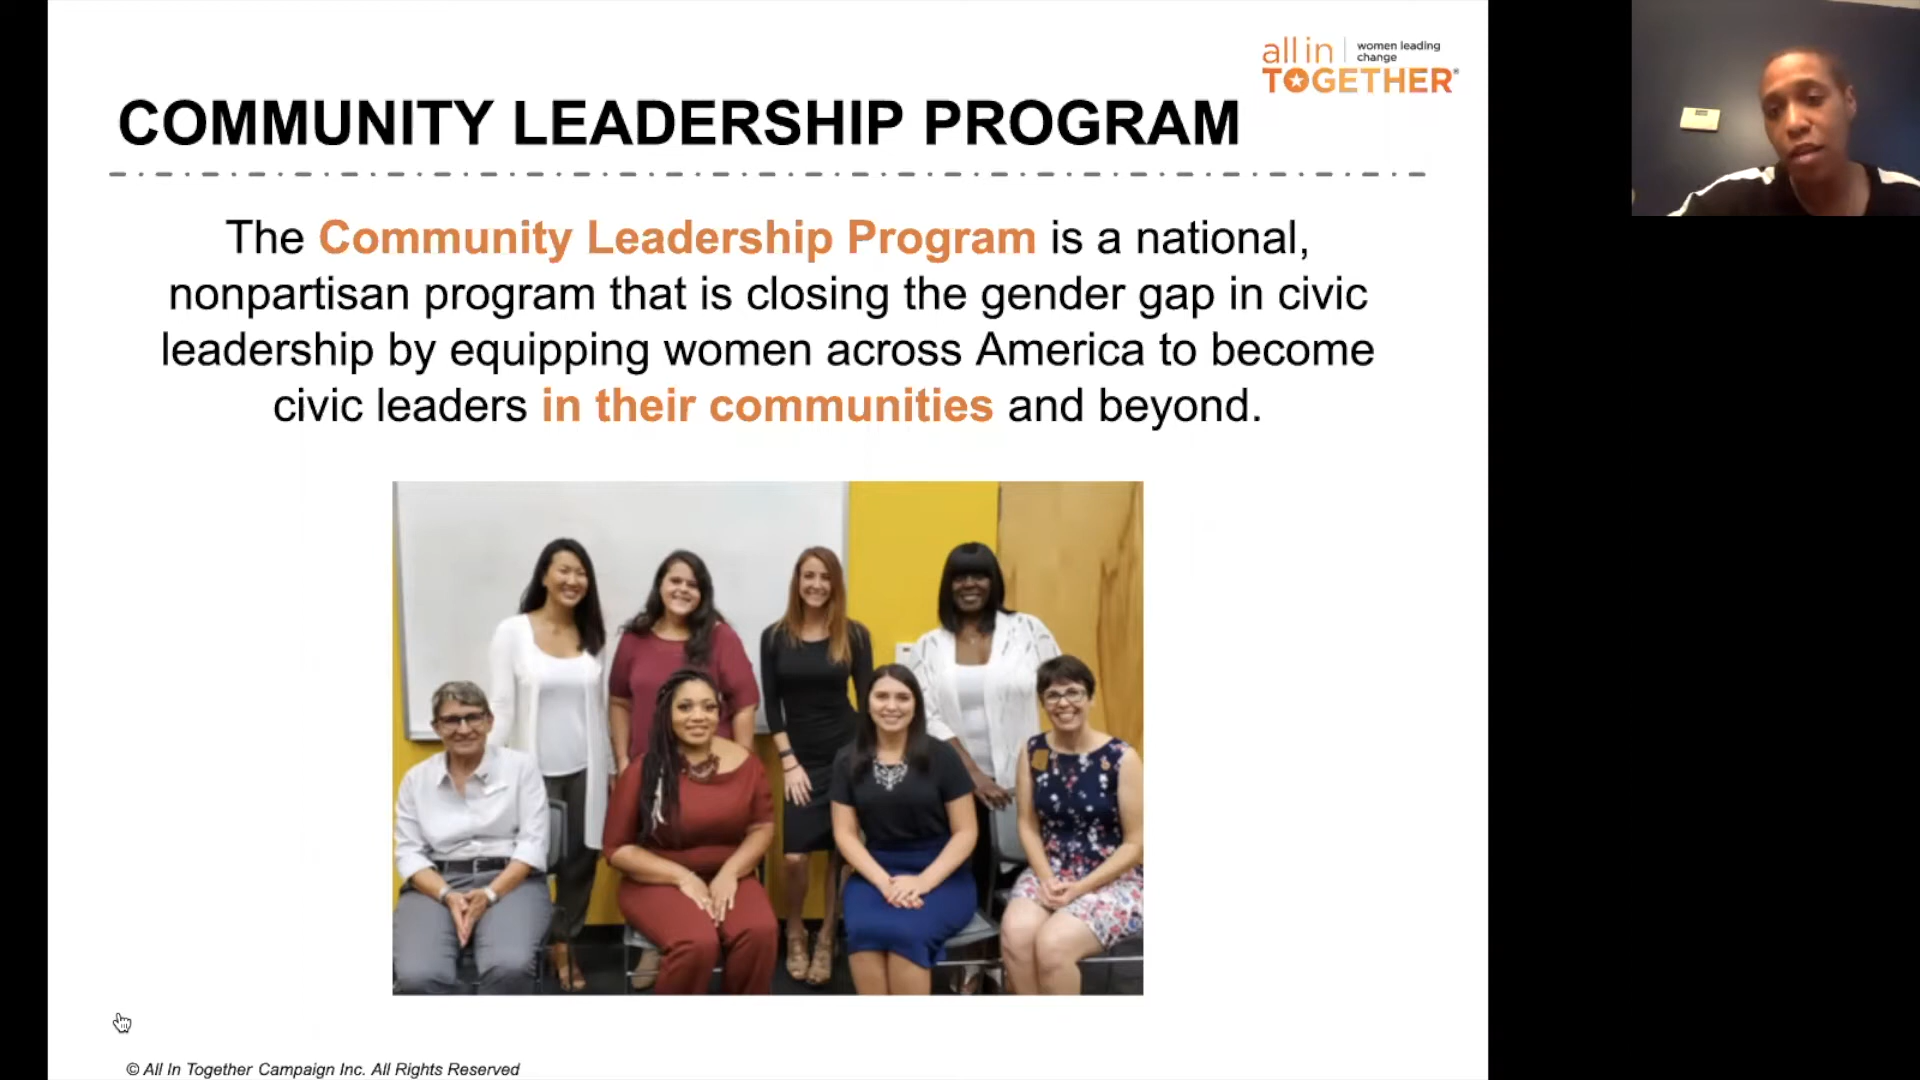 all in
women leading
change
TOGETHER®
COMMUNITY LEADERSHIP PROGRAM
The Community Leadership Program is a national,
nonpartisan program that is closing the gender gap in civic
leadership by equipping women across America to become
civic leaders in their communities and beyond.
© All In Together Campaign Inc. All Rights Reserved